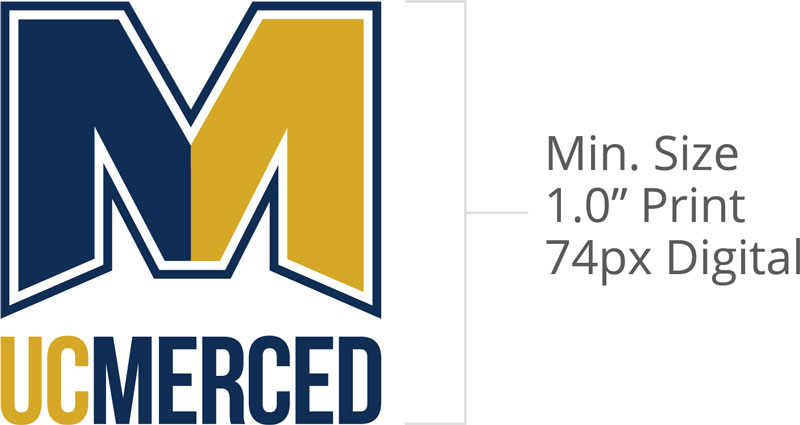 M
UCMERCED
Min. Size
1.0” Print
74px Digital